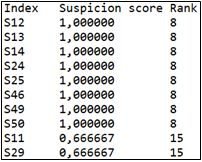 Index Suspicion score Rank
S12 1,000000 8
S13 1,000000 8
S14 1,000000 8
S24 1,000000 8
S25 1,000000 8
S46 1,000000 8
S49 1,000000 8
S50 1,000000 8
S11 0,666667 15
S29 0,666667 15